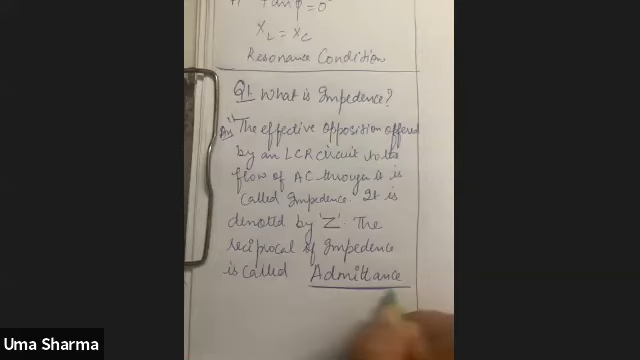 tan φ = 0
X_L = X_C
Resonance Condition
Q1. What is Impedence?
Ans The effective opposition offered
by an LCR circuit to the
flow of AC through it is
called Impedence. It is
denoted by 'Z'. The
reciprocal of Impedence
is called Admittance
Uma Sharma